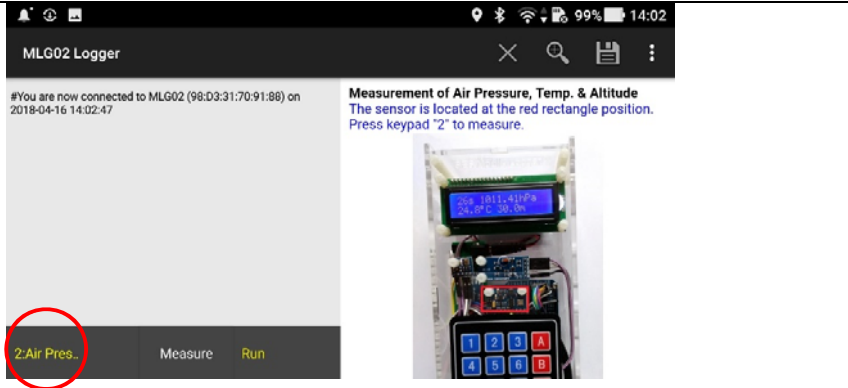 99% 14:02
MLG02 Logger
#You are now connected to MLG02 (98:D3:31:70:91:88) on
2018-04-16 14:02:47
Measurement of Air Pressure, Temp. & Altitude
The sensor is located at the red rectangle position.
Press keypad "2" to measure.
26s 1011.41hPa
24.8°C 30.0m
1 2 3 A
4 5 6 B
2:Air Pres.. Measure Run